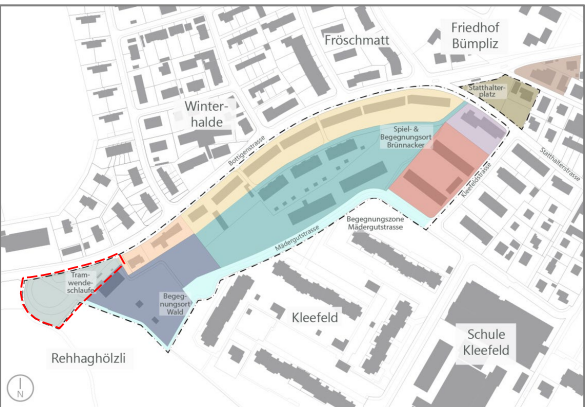 Friedhof
Bümpliz
Fröschmatt
Statthalter-
platz
Winter-
halde
Spiel- &
Begegnungsort
Brünnacker
Bottigenstrasse
Statthalterstrasse
Kleefeldstrasse
Begegnungszone
Mädergutstrasse
Mädergutstrasse
Tram-
wende-
schlaufe
Begeg-
nungsort
Wald
Kleefeld
Schule
Kleefeld
Rehhaghölzli
N